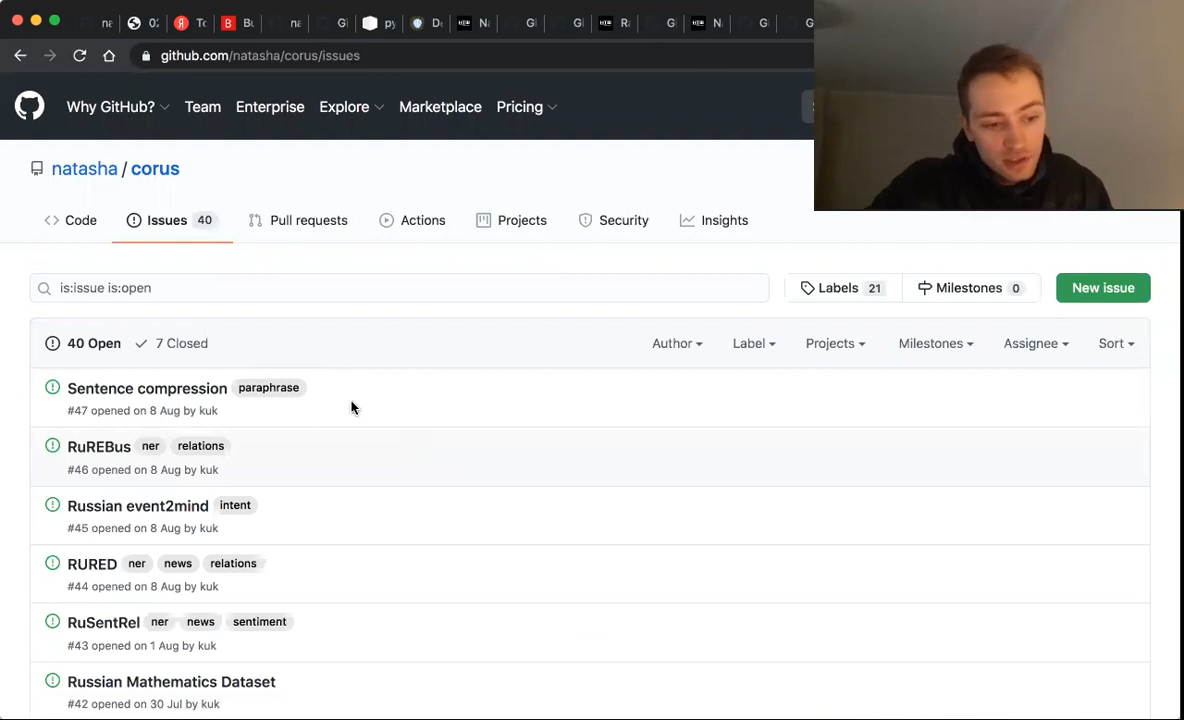 github.com/natasha/corus/issues
Why GitHub? Team Enterprise Explore Marketplace Pricing
natasha / corus
Code Issues 40 Pull requests Actions Projects Security Insights
is:issue is:open Labels 21 Milestones 0 New issue
40 Open 7 Closed Author Label Projects Milestones Assignee Sort
Sentence compression paraphrase
#47 opened on 8 Aug by kuk
RuREBus ner relations
#46 opened on 8 Aug by kuk
Russian event2mind intent
#45 opened on 8 Aug by kuk
RURED ner news relations
#44 opened on 8 Aug by kuk
RuSentRel ner news sentiment
#43 opened on 1 Aug by kuk
Russian Mathematics Dataset
#42 opened on 30 Jul by kuk